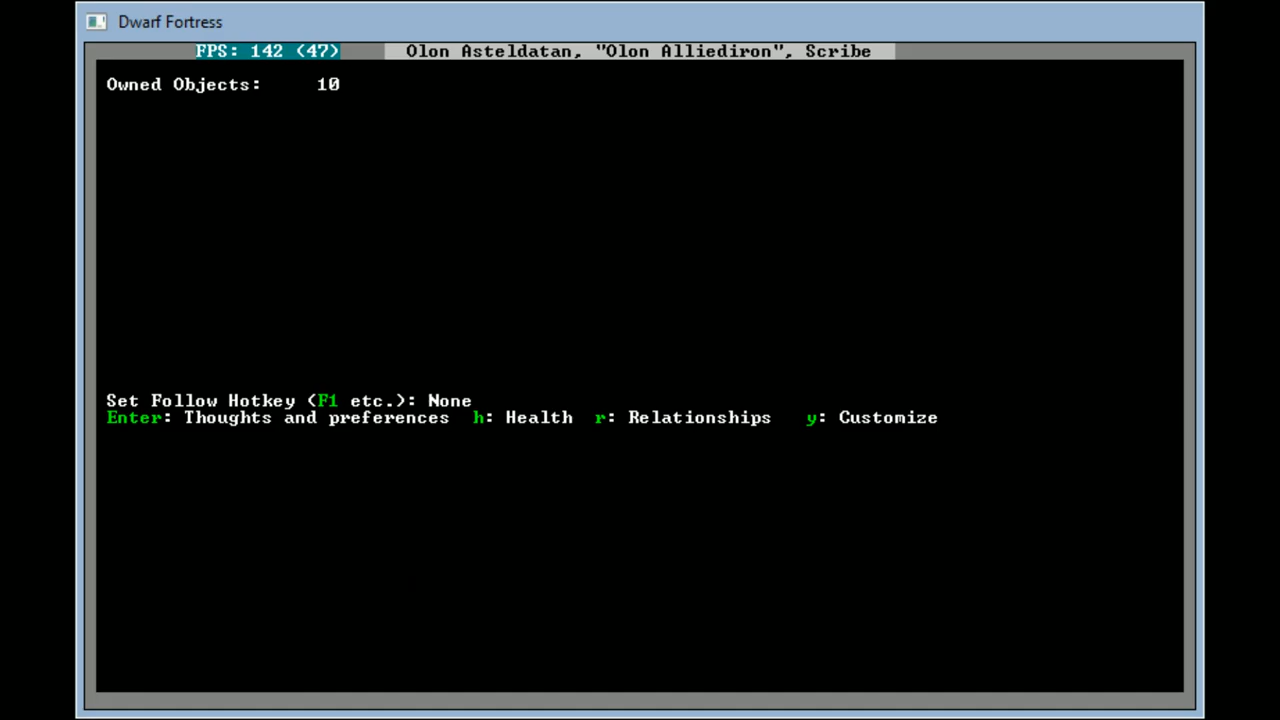 Dwarf Fortress
FPS: 142 (47) Olon Asteldatan, "Olon Alliediron", Scribe
Owned Objects: 10
Set Follow Hotkey (F1 etc.): None
Enter: Thoughts and preferences h: Health r: Relationships y: Customize